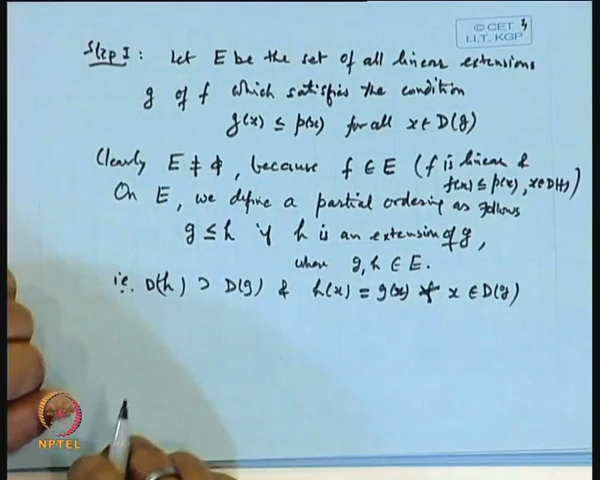 © CET
I.I.T. KGP
Step I : Let E be the set of all linear extensions
g of f which satisfies the condition
g(x) ≤ p(x) for all x ∈ D(g)
Clearly E ≠ ϕ, because f ∈ E (f is linear &
f(x) ≤ p(x), x ∈ D(f))
On E, we define a partial ordering as follows
g ≤ h if h is an extension of g,
where g, h ∈ E.
i.e. D(h) ⊃ D(g) & h(x) = g(x) ∀ x ∈ D(g)
NPTEL